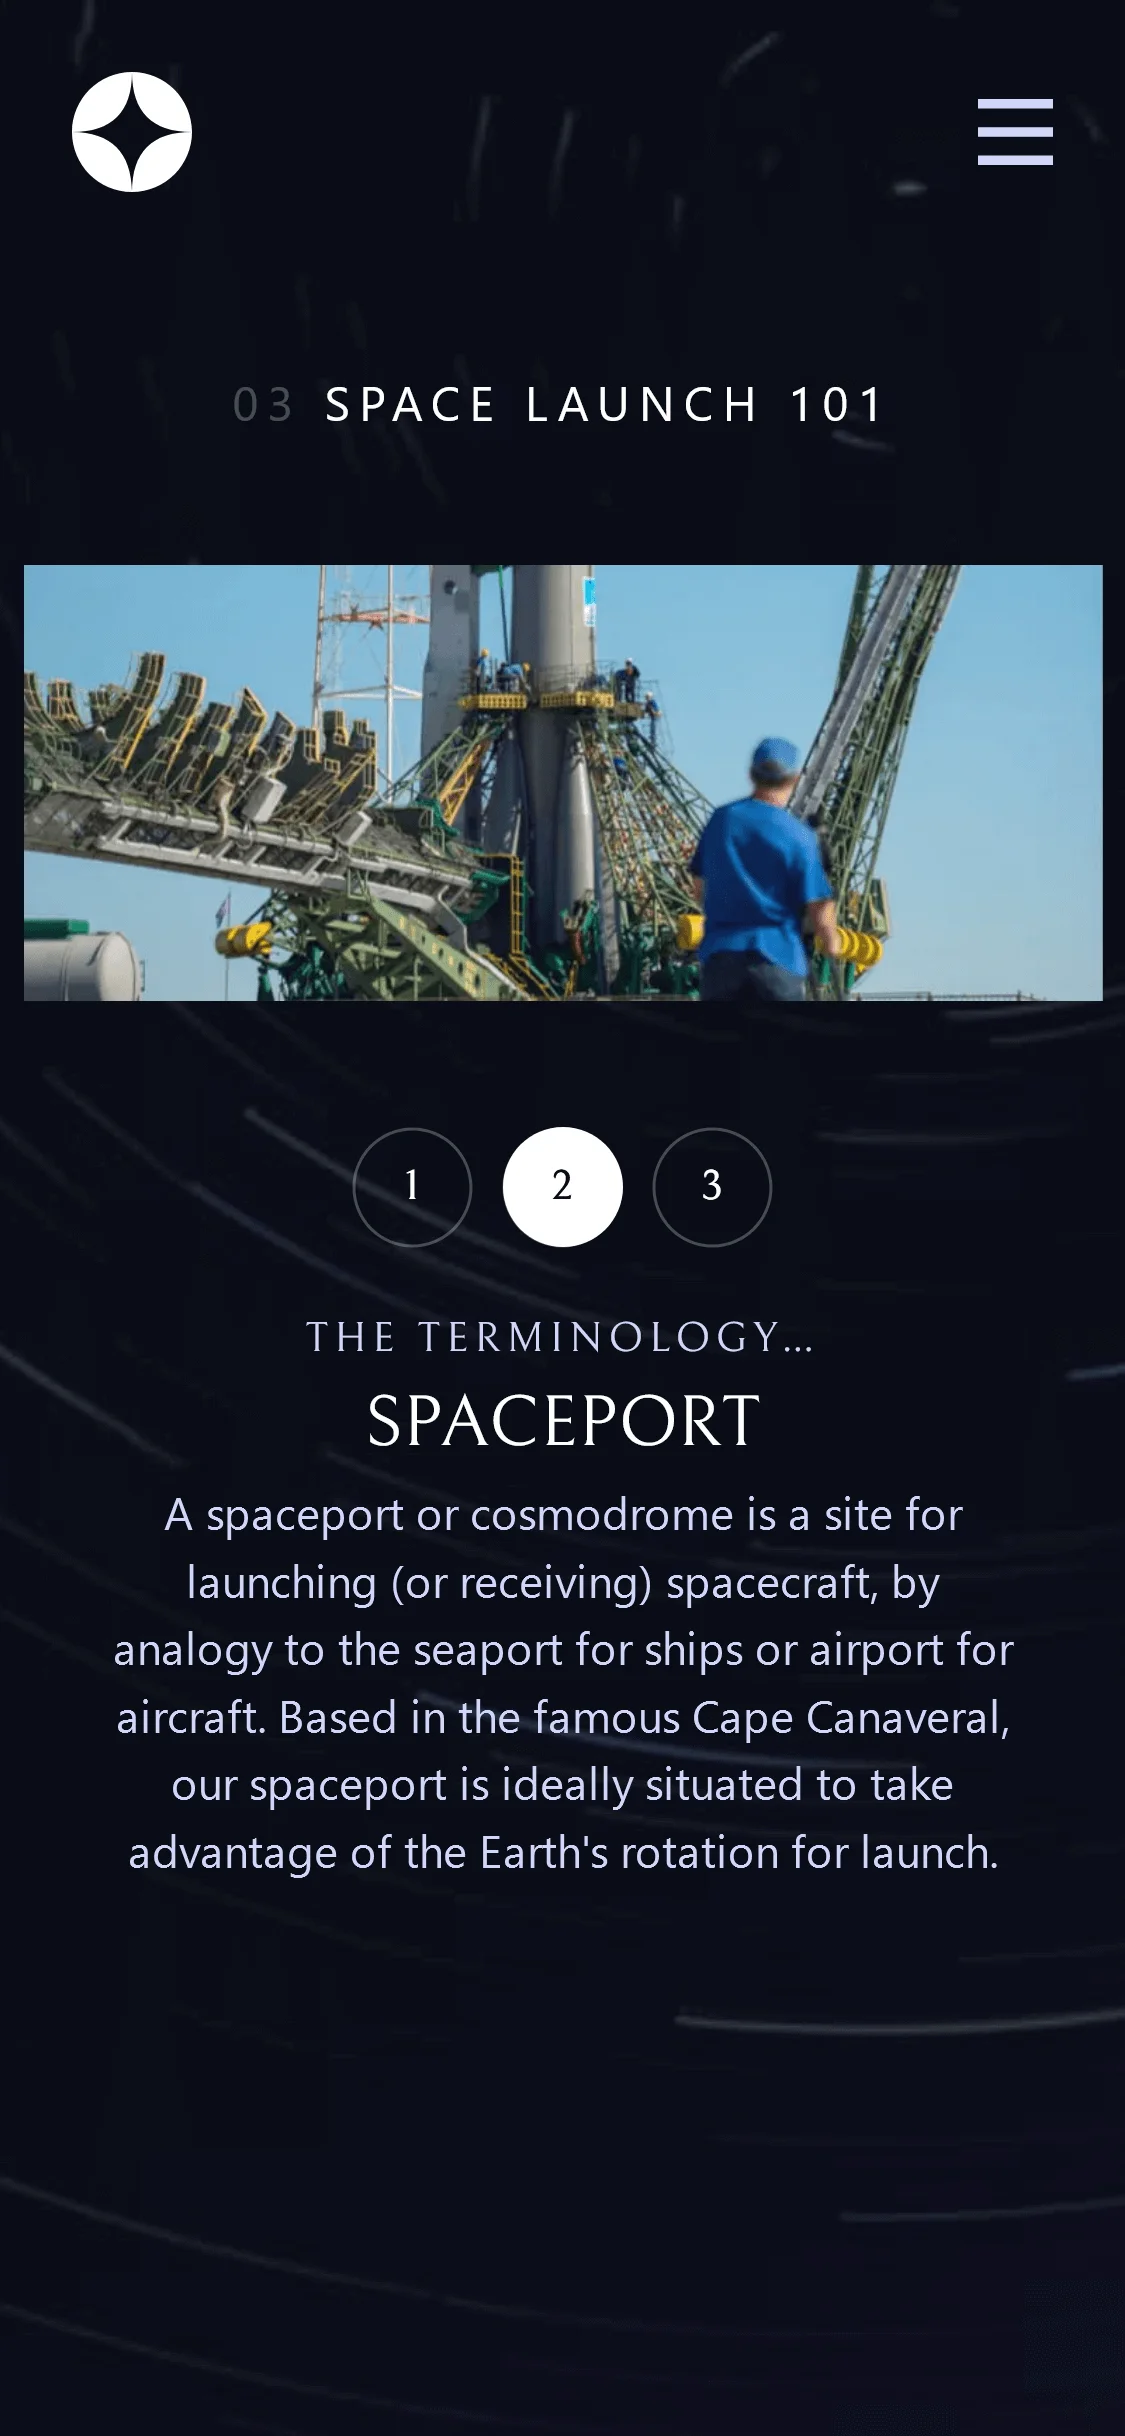 03 SPACE LAUNCH 101
1 2 3
THE TERMINOLOGY...
SPACEPORT
A spaceport or cosmodrome is a site for
launching (or receiving) spacecraft, by
analogy to the seaport for ships or airport for
aircraft. Based in the famous Cape Canaveral,
our spaceport is ideally situated to take
advantage of the Earth's rotation for launch.